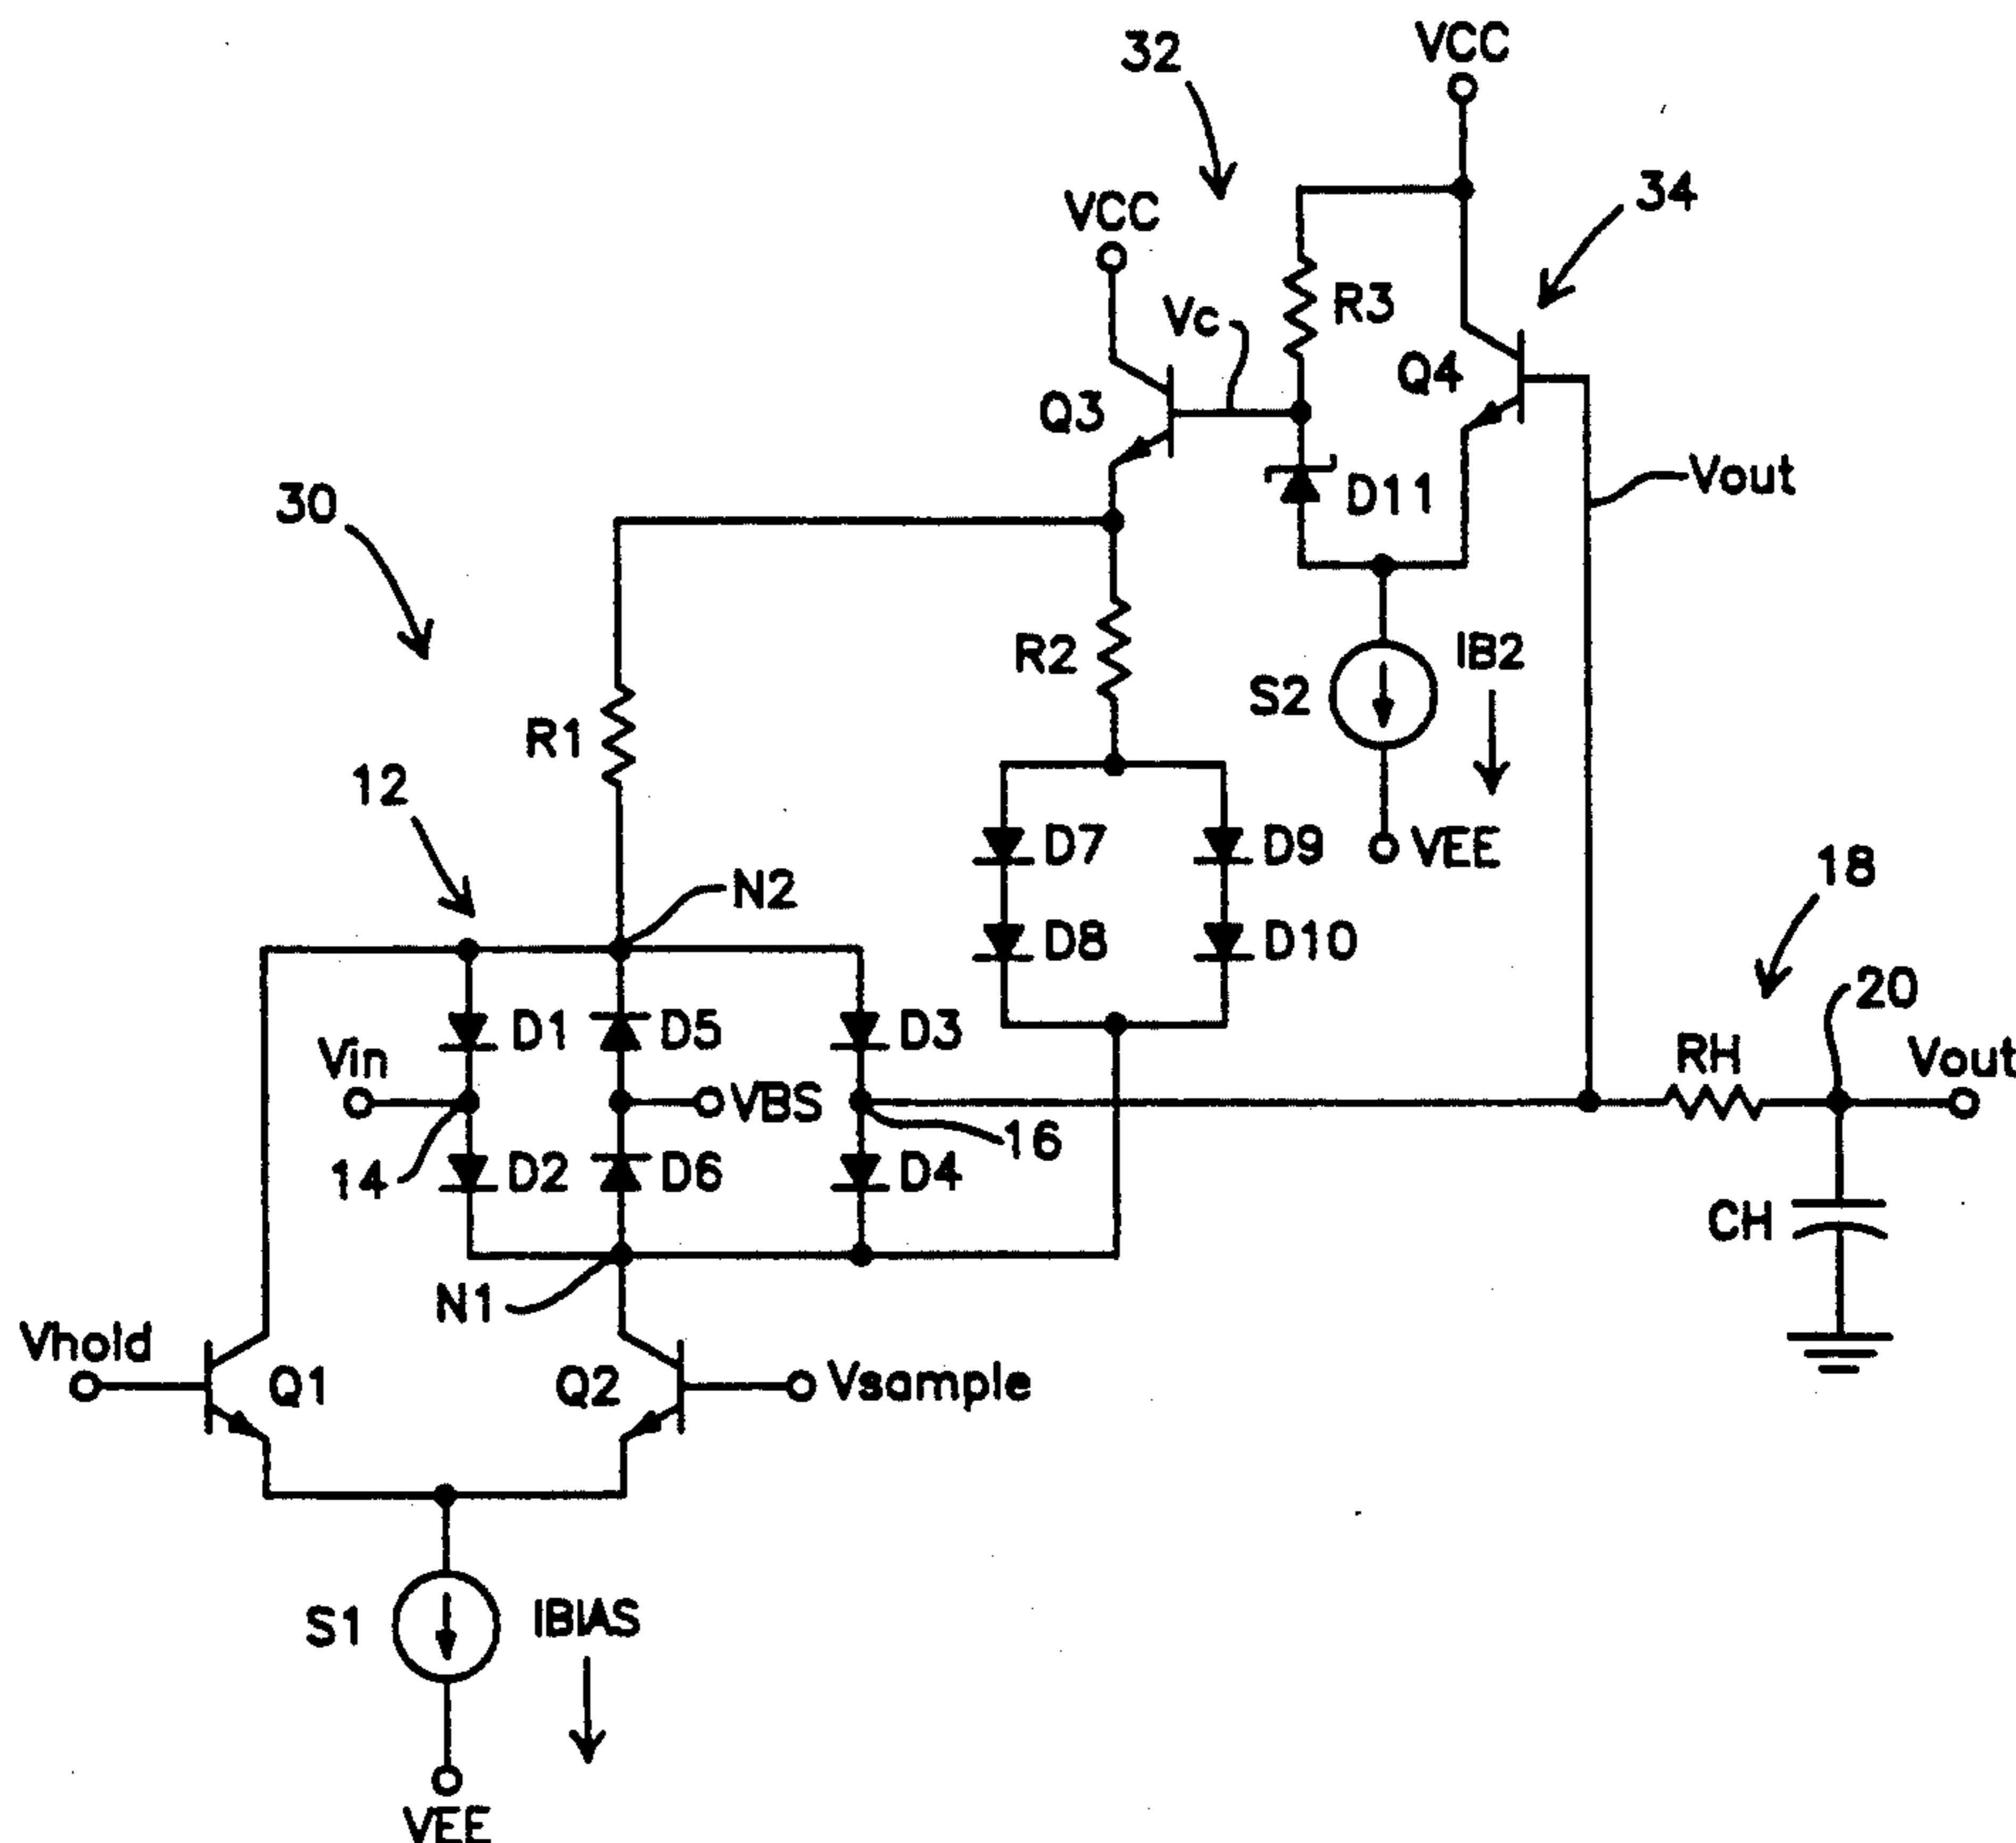 VCC
32
34
VCC
R3
Vc
Q4
Q3
D11
Vout
30
IB2
R2
S2
R1
12
D7
D9
VEE
18
N2
D8
D10
20
D1
D5
D3
RH
Vout
Vin
VBS
16
14
D2
D6
D4
CH
N1
Vhold
Q1
Q2
Vsample
S1
IBIAS
VEE